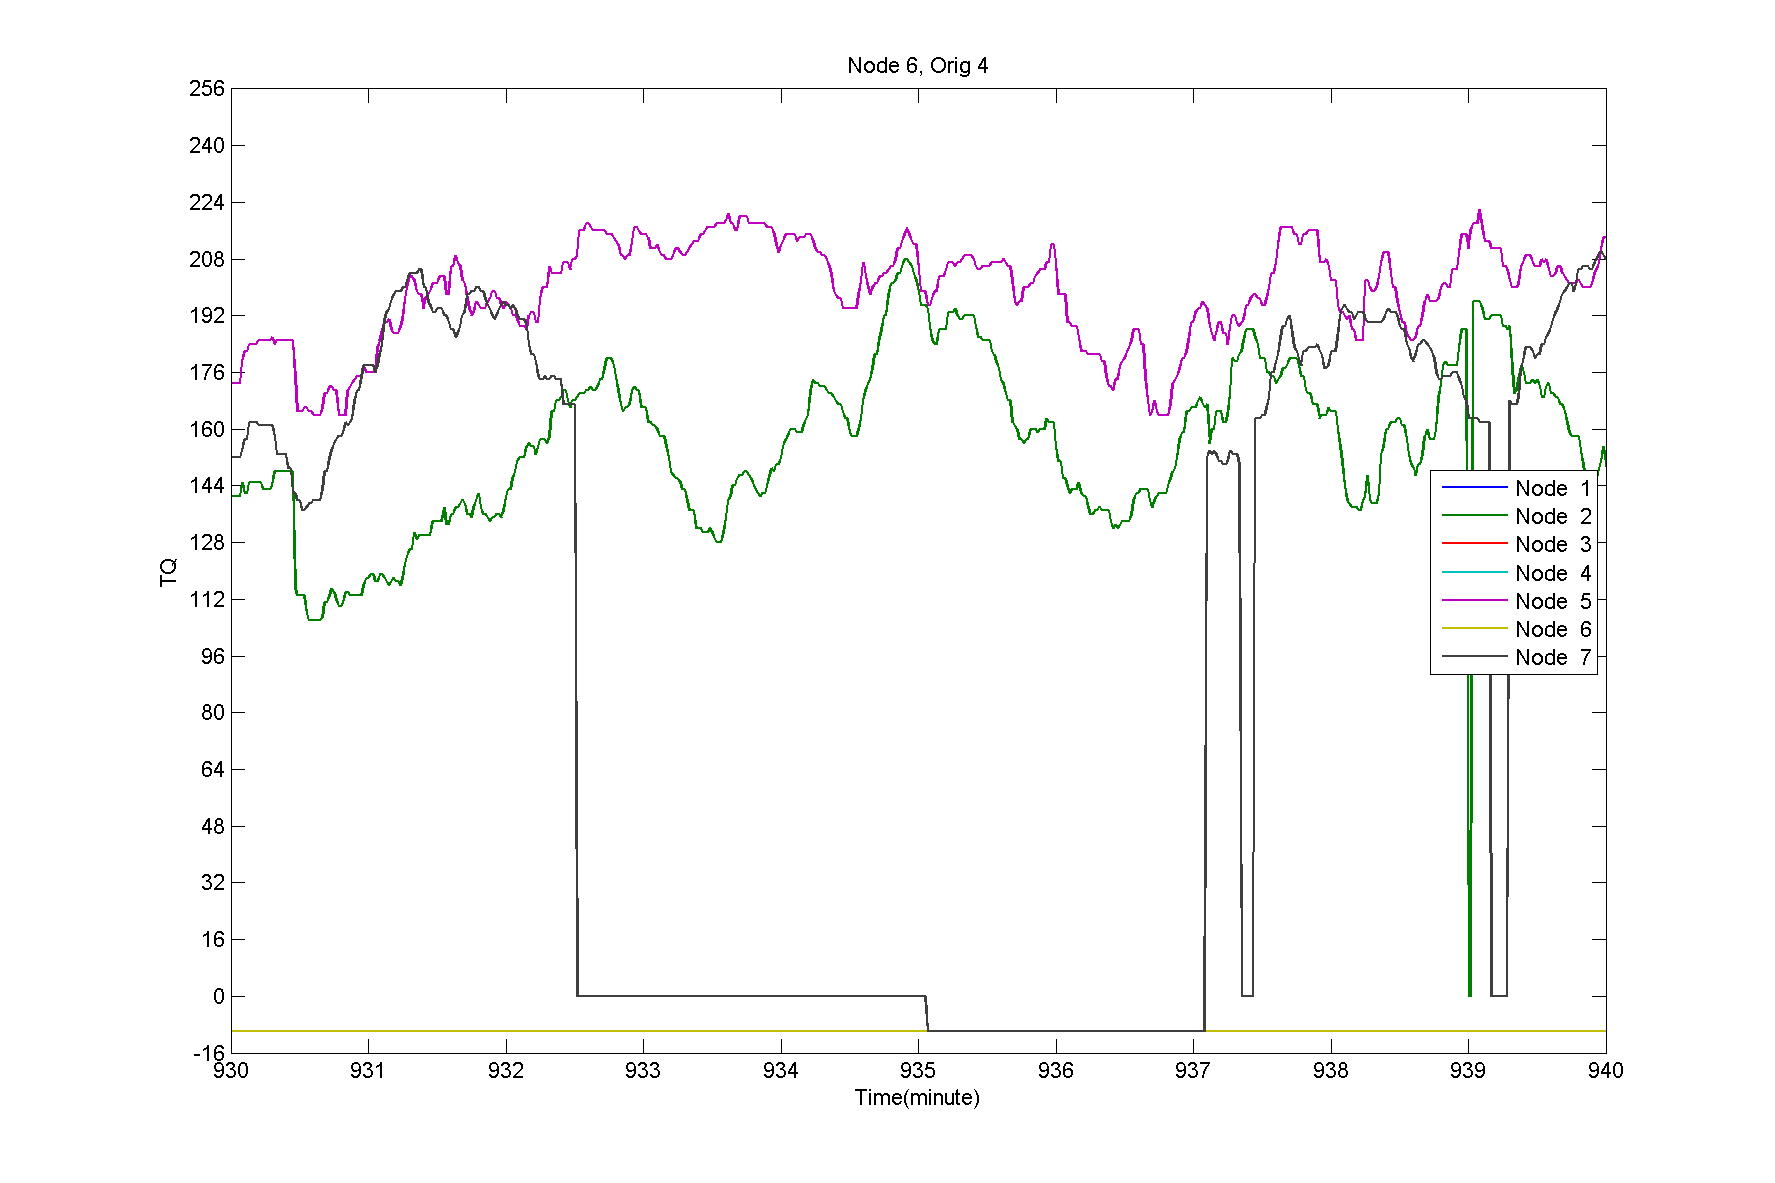 Node 6, Orig 4
256
240
224
208
192
176
160
144
128
112
96
80
64
48
32
16
0
-16
TQ
Node 1
Node 2
Node 3
Node 4
Node 5
Node 6
Node 7
930 931 932 933 934 935 936 937 938 939 940
Time(minute)